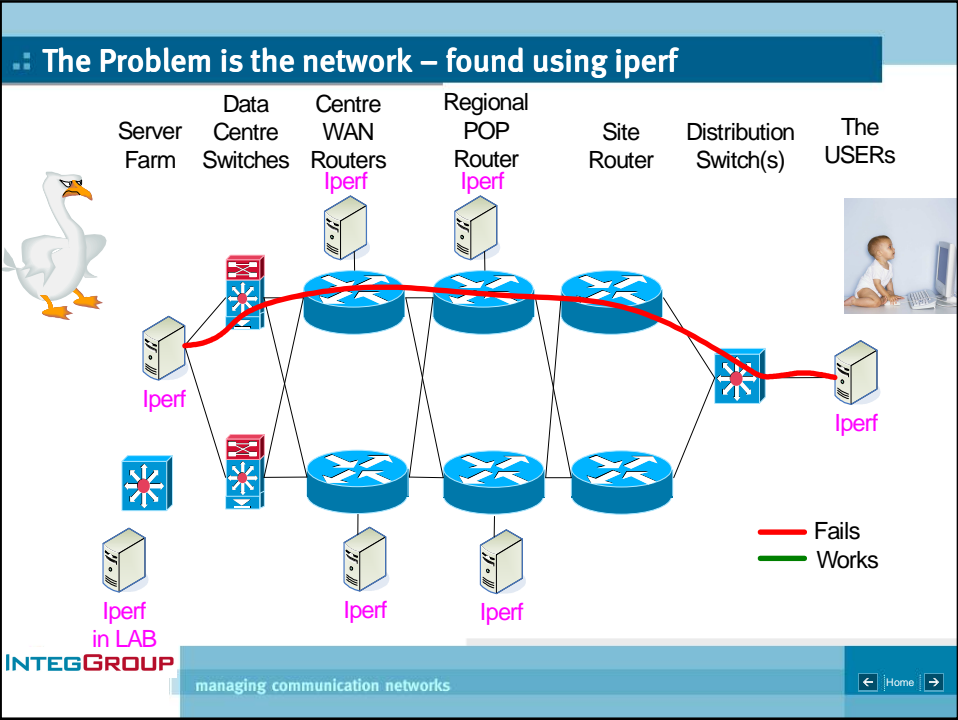 The Problem is the network – found using iperf
Server
Farm
Data
Centre
Switches
Centre
WAN
Routers
Iperf
Regional
POP
Router
Iperf
Site
Router
Distribution
Switch(s)
The
USERs
Iperf
Iperf
Iperf
in LAB
Iperf
Iperf
Fails
Works
INTEGGROUP
managing communication networks
Home